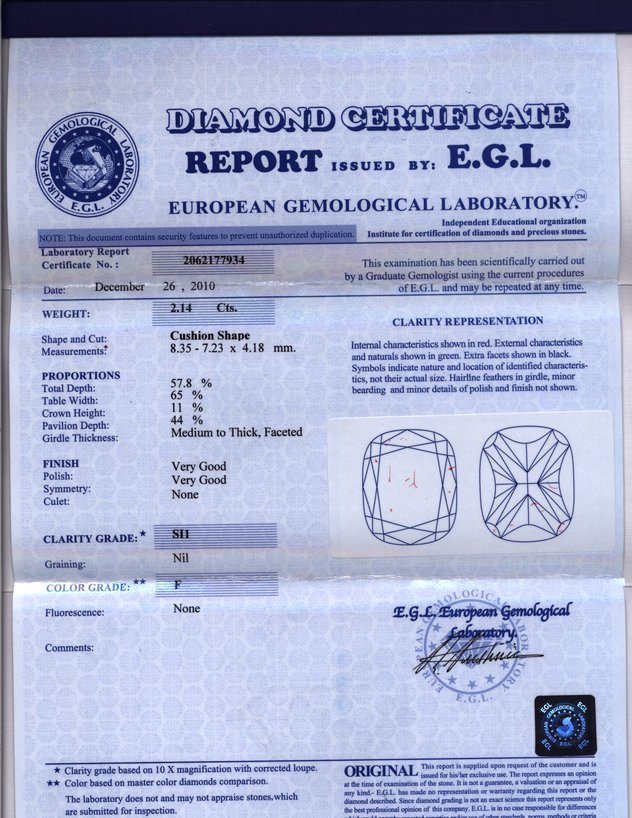 DIAMOND CERTIFICATE
REPORT ISSUED BY: E.G.L.
EUROPEAN GEMOLOGICAL LABORATORY.™
EUROPEAN GEMOLOGICAL LABORATORY
E.G.L.
Independent Educational organization
Institute for certification of diamonds and precious stones.
NOTE: This document contains security features to prevent unauthorized duplication.
Laboratory Report
Certificate No. : 2062177934
Date: December 26 , 2010
WEIGHT: 2.14 Cts.
Shape and Cut: Cushion Shape
Measurements: 8.35 - 7.23 x 4.18 mm.
PROPORTIONS
Total Depth: 57.8 %
Table Width: 65 %
Crown Height: 11 %
Pavilion Depth: 44 %
Girdle Thickness: Medium to Thick, Faceted
FINISH
Polish: Very Good
Symmetry: Very Good
Culet: None
CLARITY GRADE:★ SI1
Graining: Nil
COLOR GRADE:★★ F
Fluorescence: None
Comments:
This examination has been scientifically carried out
by a Graduate Gemologist using the current procedures
of E.G.L. and may be repeated at any time.
CLARITY REPRESENTATION
Internal characteristics shown in red. External characteristics
and naturals shown in green. Extra facets shown in black.
Symbols indicate nature and location of identified characteris-
tics, not their actual size. Hairline feathers in girdle, minor
bearding and minor details of polish and finish not shown.
E.G.L. European Gemological
Laboratory.
EUROPEAN GEMOLOGICAL LABORATORY
E.G.L.
EGL EGL
GEMOLOGICAL
EGL EGL
★ Clarity grade based on 10 X magnification with corrected loupe.
★★ Color based on master color diamonds comparison.
The laboratory does not and may not appraise stones,which
are submitted for inspection.
ORIGINAL This report is supplied upon request of the customer and is
issued for his/her exclusive use. The report expresses an opinion
at the time of examination of the stone. It is not a guarantee, a valuation or an appraisal of
any kind.- E.G.L. has made no representation or warranty regarding this report or the
diamond described. Since diamond grading is not an exact science this report represents only
the best professional opinion of this company. E.G.L. is in no case responsible for differences